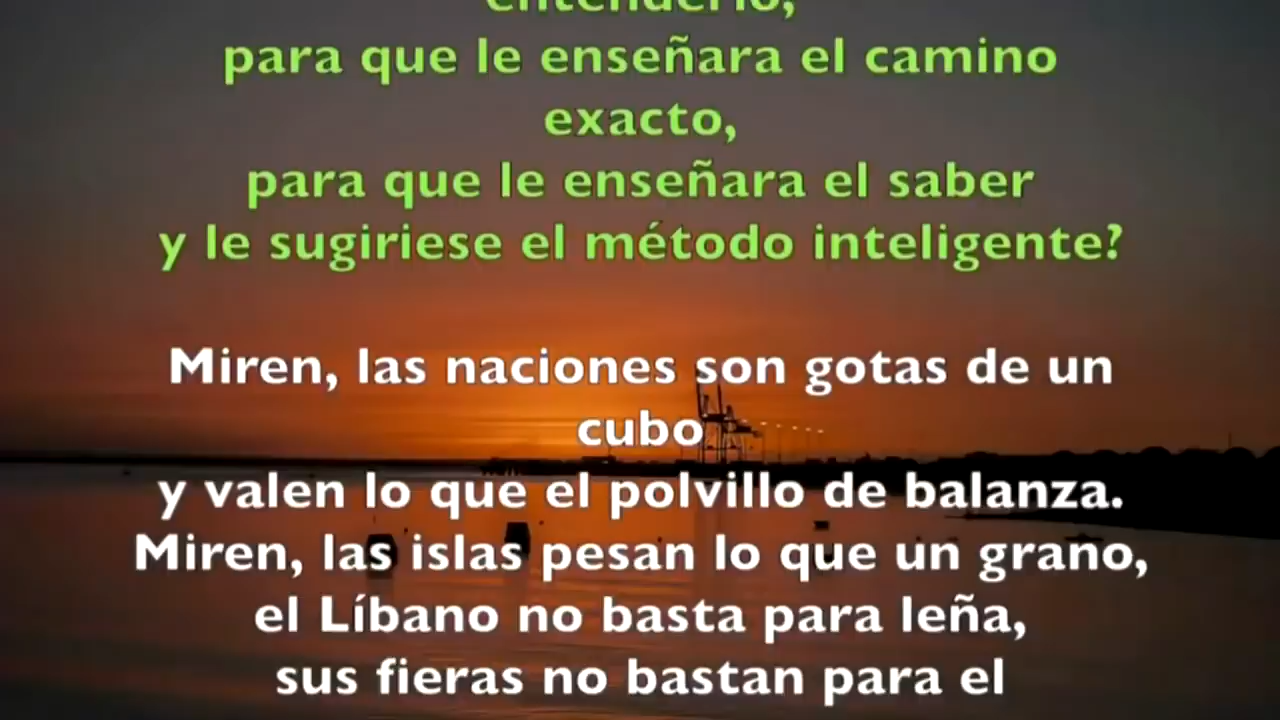 entenderlo,
para que le enseñara el camino
exacto,
para que le enseñara el saber
y le sugiriese el método inteligente?
Miren, las naciones son gotas de un
cubo
y valen lo que el polvillo de balanza.
Miren, las islas pesan lo que un grano,
el Líbano no basta para leña,
sus fieras no bastan para el